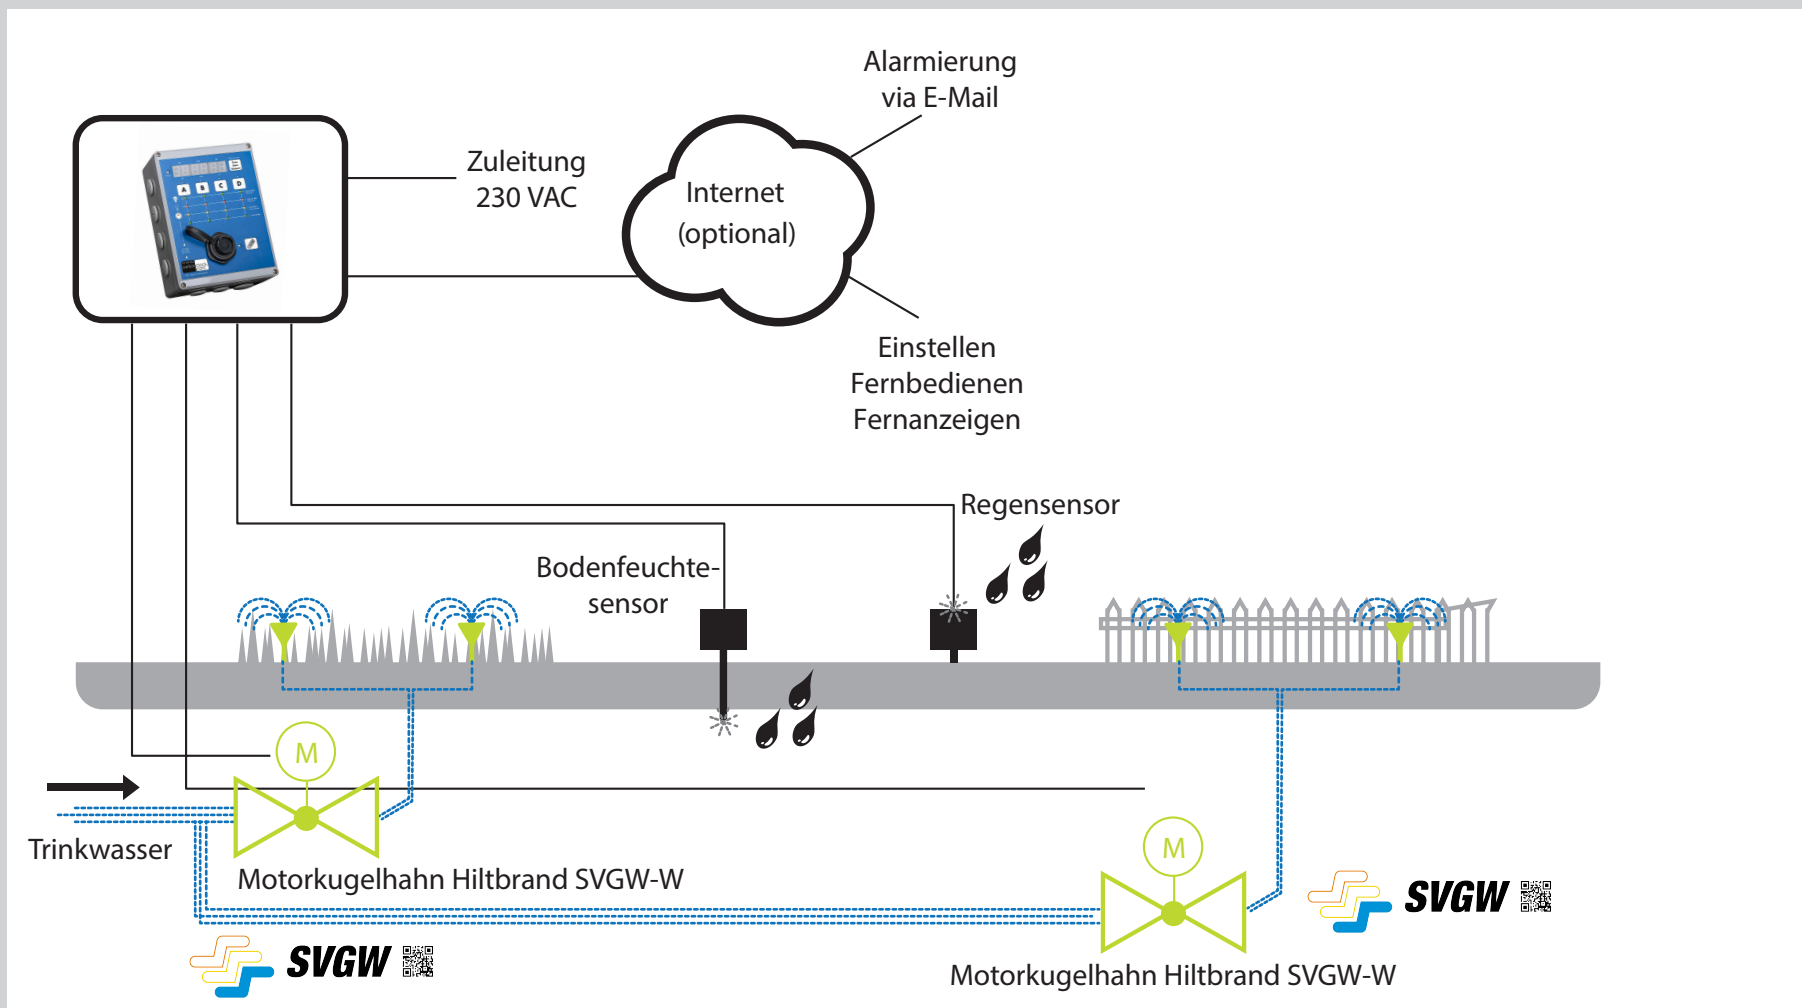 Alarmierung
via E-Mail
Zuleitung
230 VAC
Internet
(optional)
A B C D
Einstellen
Fernbedienen
Fernanzeigen
Regensensor
Bodenfeuchte-
sensor
M
Trinkwasser
Motorkugelhahn Hiltbrand SVGW-W
M
SVGW
SVGW
Motorkugelhahn Hiltbrand SVGW-W